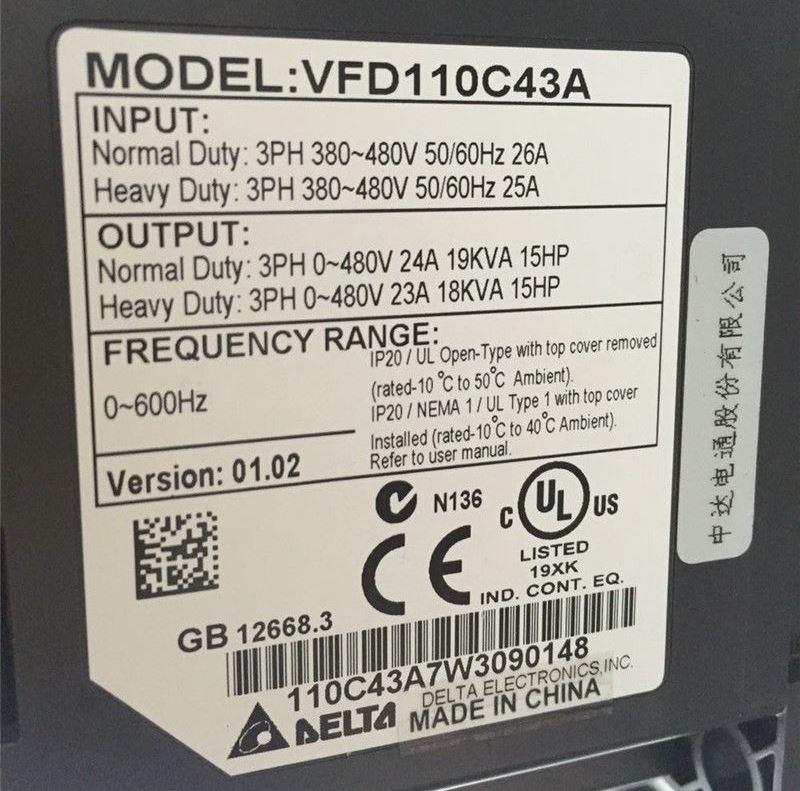 MODEL:VFD110C43A
INPUT:
Normal Duty: 3PH 380~480V 50/60Hz 26A
Heavy Duty: 3PH 380~480V 50/60Hz 25A
OUTPUT:
Normal Duty: 3PH 0~480V 24A 19KVA 15HP
Heavy Duty: 3PH 0~480V 23A 18KVA 15HP
FREQUENCY RANGE:
0~600Hz
IP20 / UL Open-Type with top cover removed
(rated-10 °C to 50°C Ambient).
IP20 / NEMA 1 / UL Type 1 with top cover
Installed (rated-10°C to 40°C Ambient).
Refer to user manual.
Version: 01.02
N136
C UL US
LISTED
19XK
IND. CONT. EQ.
CE
GB 12668.3
110C43A7W3090148
DELTA
DELTA ELECTRONICS,INC.
MADE IN CHINA
中达电通股份有限公司